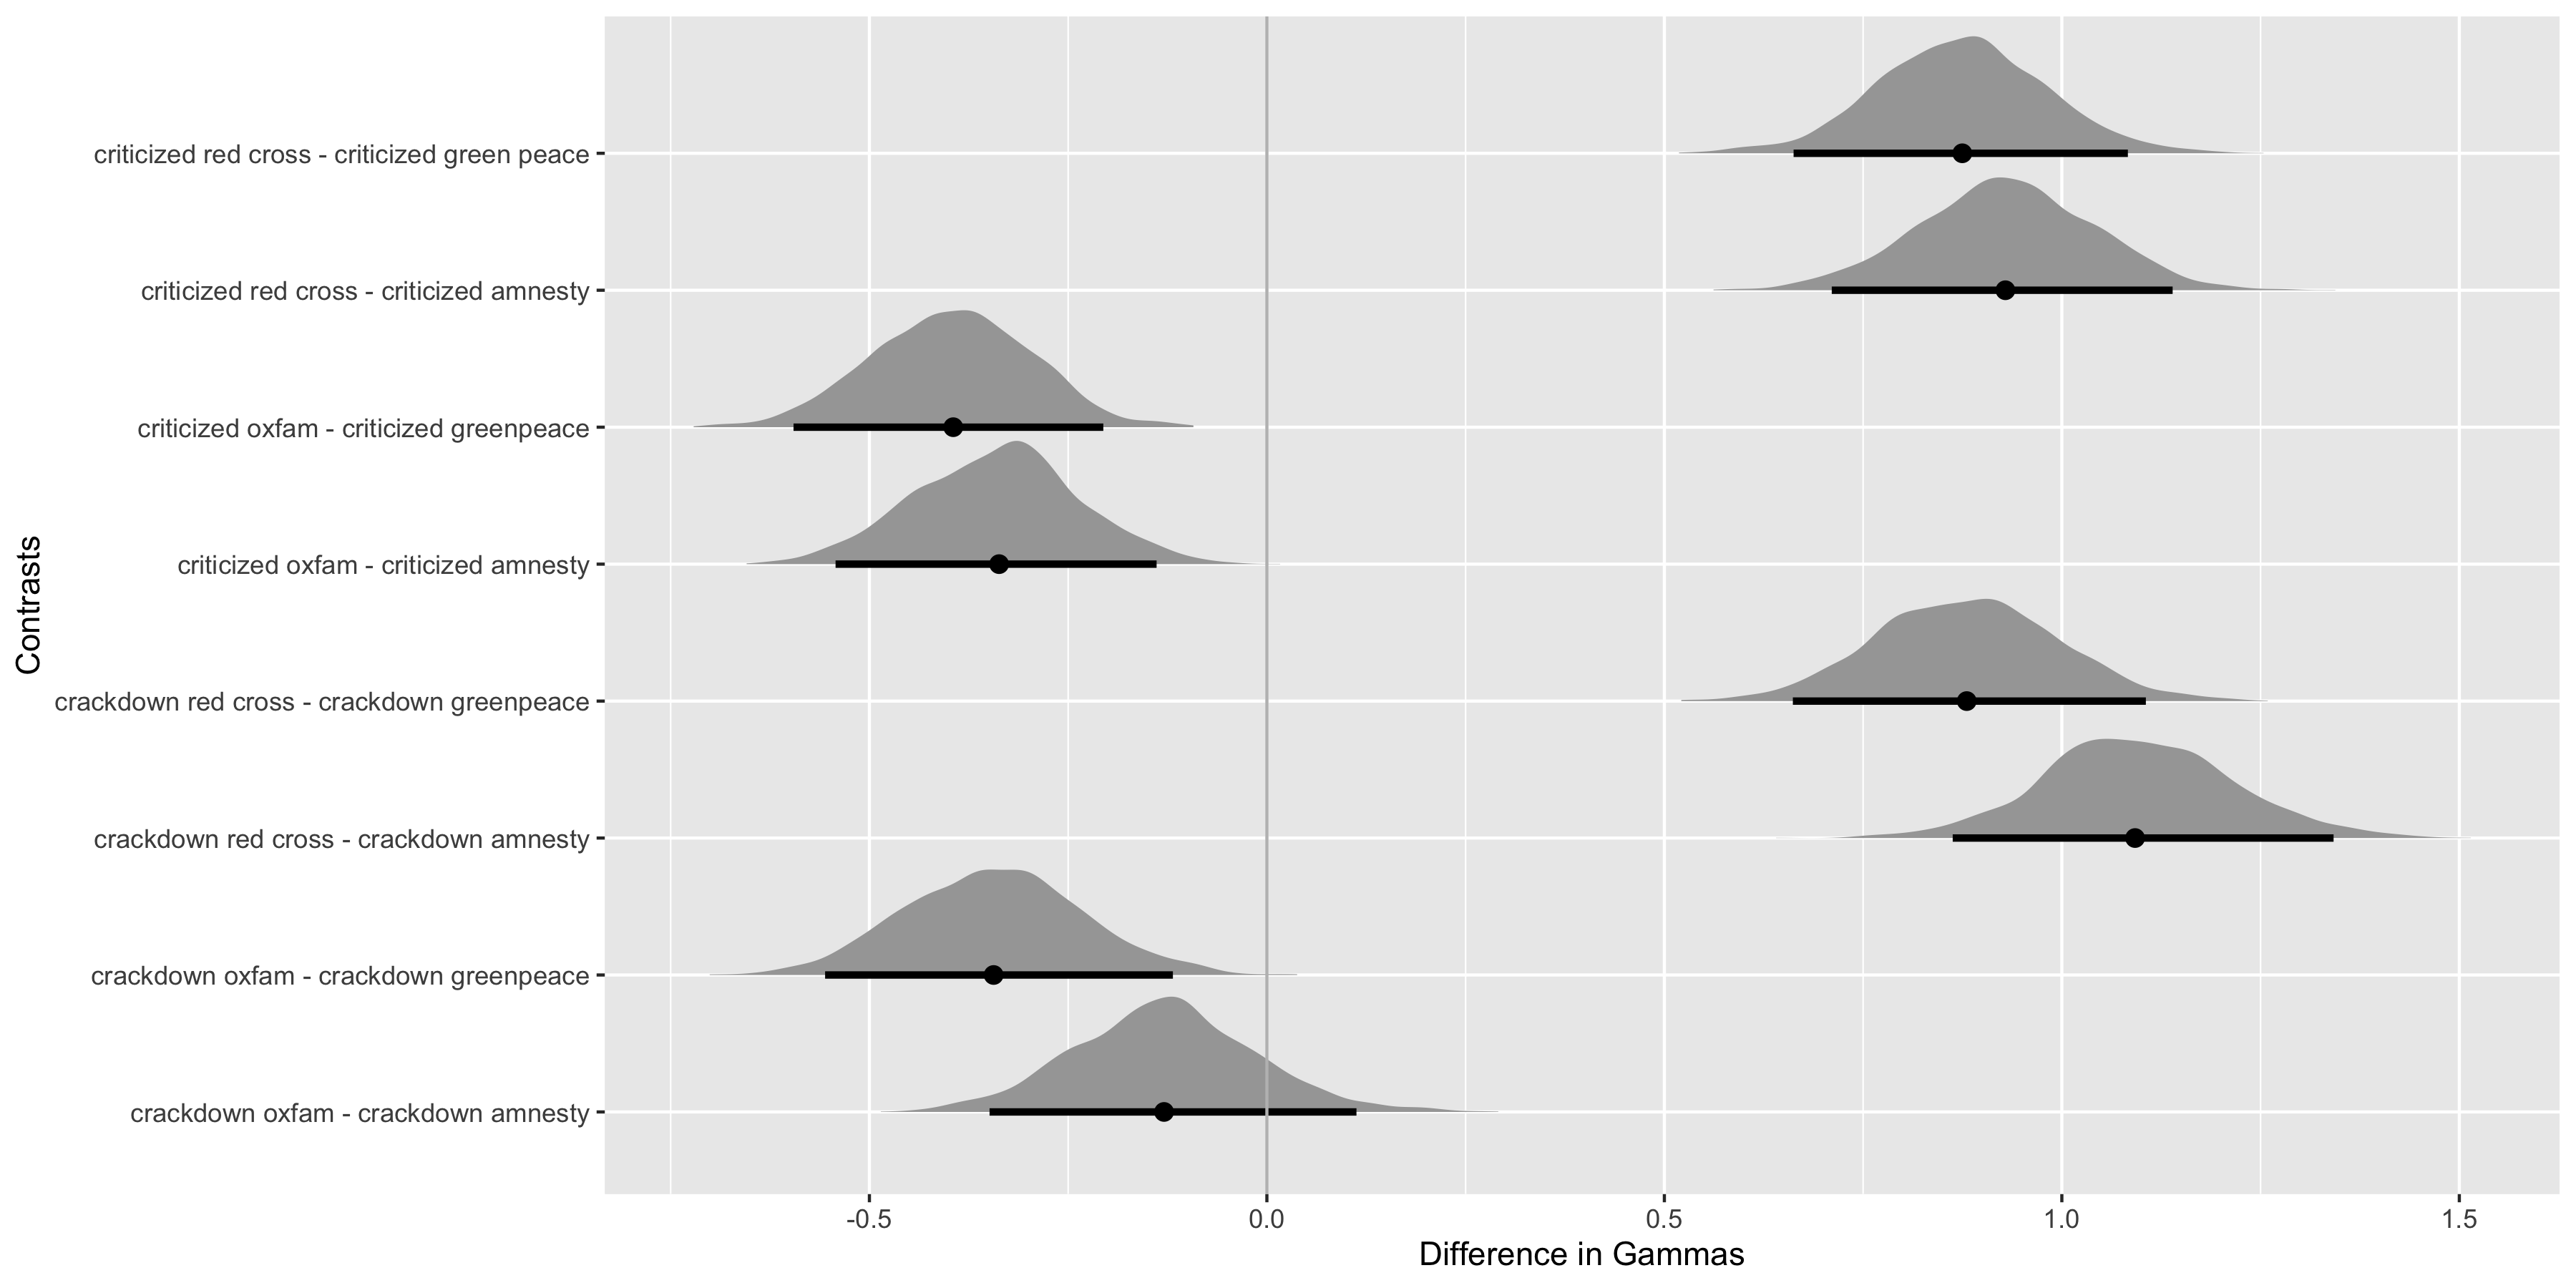 criticized red cross - criticized green peace
criticized red cross - criticized amnesty
criticized oxfam - criticized greenpeace
criticized oxfam - criticized amnesty
crackdown red cross - crackdown greenpeace
crackdown red cross - crackdown amnesty
crackdown oxfam - crackdown greenpeace
crackdown oxfam - crackdown amnesty
Contrasts
-0.5 0.0 0.5 1.0 1.5
Difference in Gammas